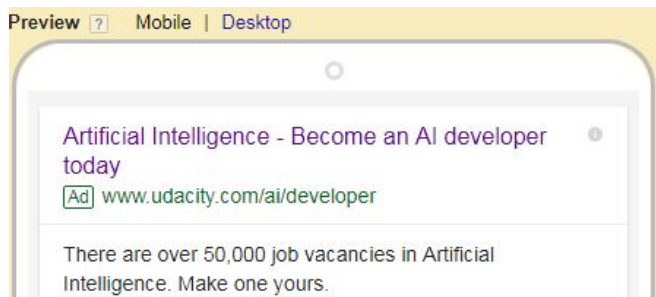 Preview ? Mobile | Desktop
Artificial Intelligence - Become an AI developer
today
Ad www.udacity.com/ai/developer
There are over 50,000 job vacancies in Artificial
Intelligence. Make one yours.